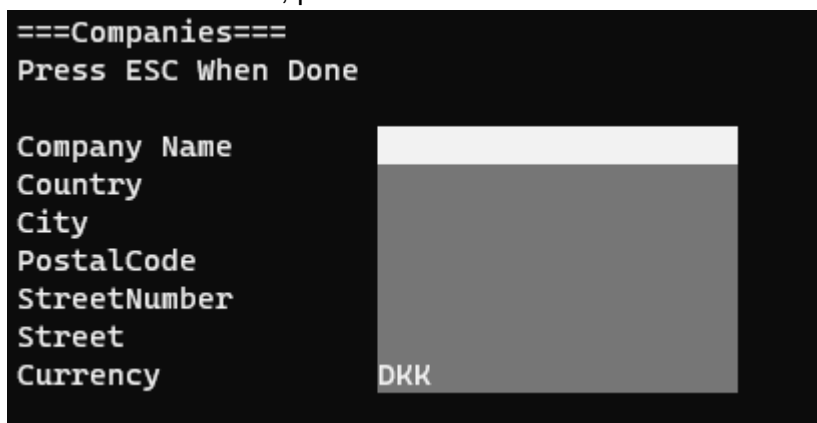 ===Companies===
Press ESC When Done
Company Name
Country
City
PostalCode
StreetNumber
Street
Currency DKK